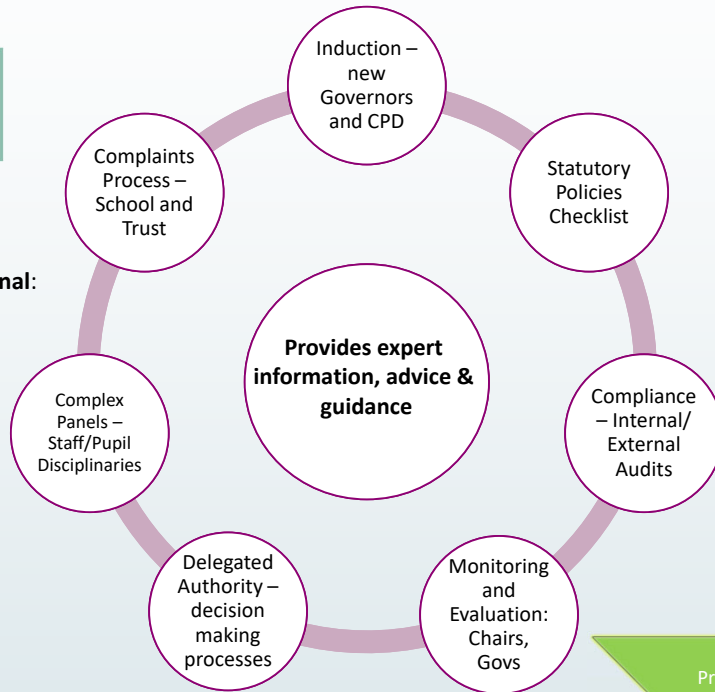 Induction –
new
Governors
and CPD
Statutory
Policies
Checklist
Compliance
– Internal/
External
Audits
Monitoring
and
Evaluation:
Chairs,
Govs
Delegated
Authority –
decision
making
processes
Complex
Panels –
Staff/Pupil
Disciplinaries
Complaints
Process –
School and
Trust
Provides expert
information, advice &
guidance